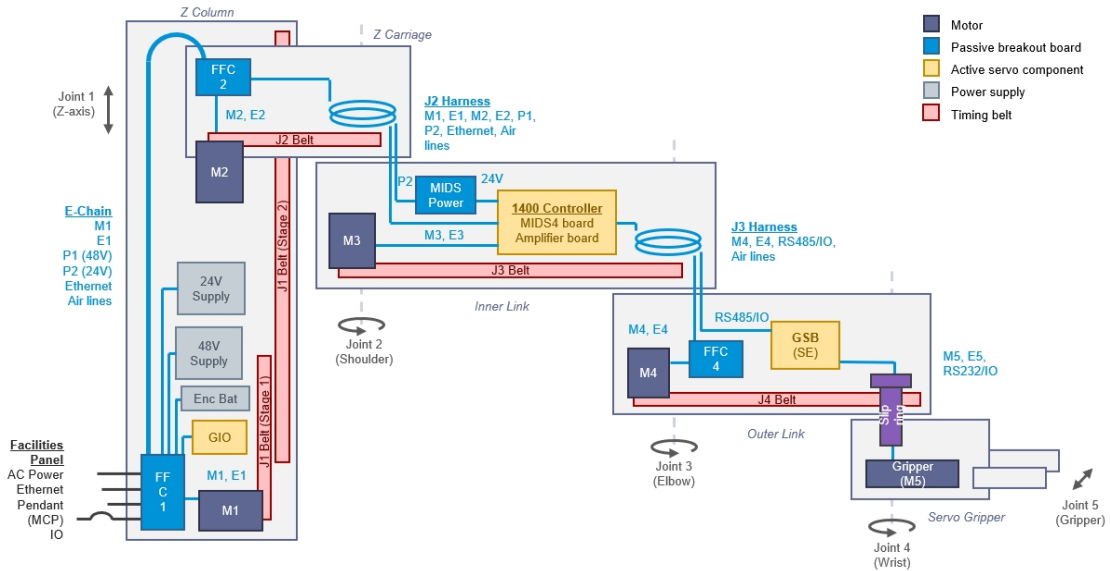 Z Column
Z Carriage
Motor
Passive breakout board
Active servo component
Power supply
Timing belt
FFC
2
Joint 1
(Z-axis)
M2, E2
J2 Harness
M1, E1, M2, E2, P1,
P2, Ethernet, Air
lines
J2 Belt
M2
P2
MIDS
Power
24V
1400 Controller
MIDS4 board
Amplifier board
M3
M3, E3
J3 Belt
J3 Harness
M4, E4, RS485/IO,
Air lines
E-Chain
M1
E1
P1 (48V)
P2 (24V)
Ethernet
Air lines
J1 Belt (Stage 2)
24V
Supply
48V
Supply
Enc Bat
GIO
J1 Belt (Stage 1)
Inner Link
Joint 2
(Shoulder)
RS485/IO
M4, E4
FFC
4
GSB
(SE)
M4
J4 Belt
M5, E5,
RS232/IO
Slip
ring
Outer Link
Facilities
Panel
AC Power
Ethernet
Pendant
(MCP)
IO
FF
C
1
M1, E1
M1
Joint 3
(Elbow)
Gripper
(M5)
Servo Gripper
Joint 5
(Gripper)
Joint 4
(Wrist)